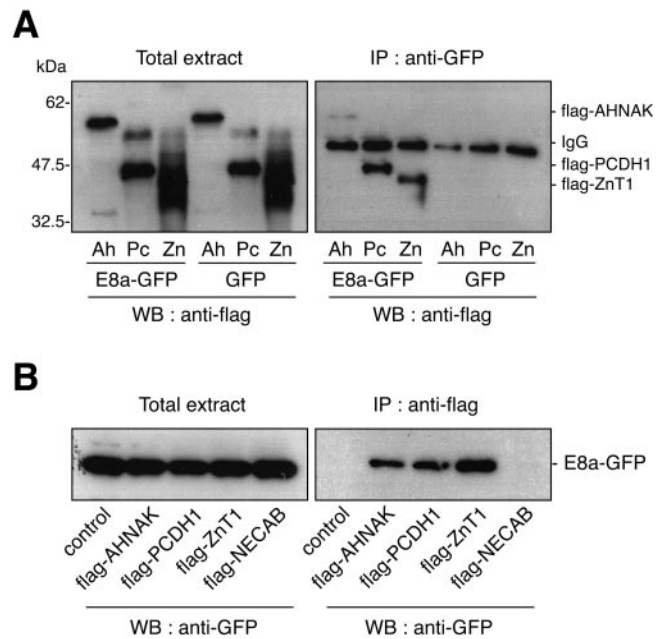 A
kDa
Total extract
IP : anti-GFP
62-
47.5-
32.5-
- flag-AHNAK
IgG
- flag-PCDH1
- flag-ZnT1
Ah Pc Zn Ah Pc Zn
E8a-GFP GFP
WB : anti-flag
Ah Pc Zn Ah Pc Zn
E8a-GFP GFP
WB : anti-flag
B
Total extract
IP : anti-flag
- E8a-GFP
control
flag-AHNAK
flag-PCDH1
flag-ZnT1
flag-NECAB
WB : anti-GFP
control
flag-AHNAK
flag-PCDH1
flag-ZnT1
flag-NECAB
WB : anti-GFP